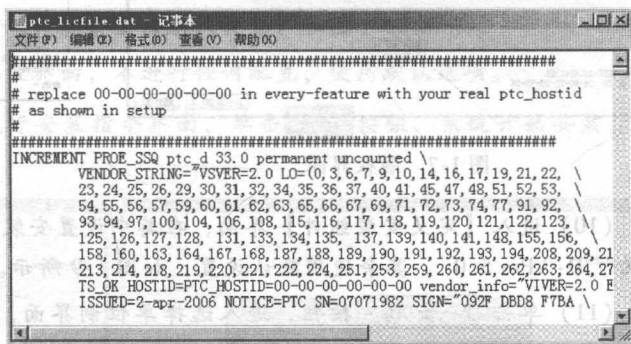 ptc_licfile.dat - 记事本
文件(F) 编辑(E) 格式(O) 查看(V) 帮助(H)
################################################################################
#
# replace 00-00-00-00-00-00 in every-feature with your real ptc_hostid
# as shown in setup
#
################################################################################
INCREMENT PROE_SSQ ptc_d 33.0 permanent uncounted \
VENDOR_STRING="VSVER=2.0 LO=(0,3,6,7,9,10,14,16,17,19,21,22, \
23,24,25,26,29,30,31,32,34,35,36,37,40,41,45,47,48,51,52,53, \
54,55,56,57,59,60,61,62,63,65,66,67,69,71,72,73,74,77,91,92,
93,94,97,100,104,106,108,115,116,117,118,119,120,121,122,123,
125,126,127,128, 131,133,134,135, 137,139,140,141,148,155,156, \
158,160,163,164,167,168,187,188,189,190,191,192,193,194,208,209,21
213,214,218,219,220,221,222,224,251,253,259,260,261,262,263,264,27
TS_OK HOSTID=PTC_HOSTID=00-00-00-00-00-00 vendor_info="VIVER=2.0 E
ISSUED=2-apr-2006 NOTICE=PTC SN=07071982 SIGN="092F DBD8 F7BA \